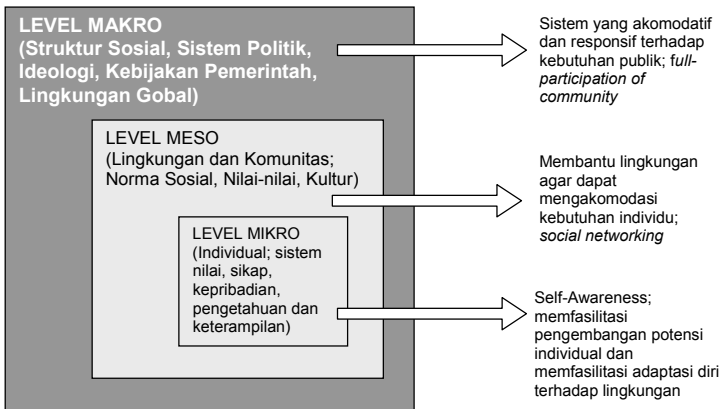 LEVEL MAKRO
(Struktur Sosial, Sistem Politik,
Ideologi, Kebijakan Pemerintah,
Lingkungan Gobal)
Sistem yang akomodatif
dan responsif terhadap
kebutuhan publik; full-
participation of
community
LEVEL MESO
(Lingkungan dan Komunitas;
Norma Sosial, Nilai-nilai, Kultur)
Membantu lingkungan
agar dapat
mengakomodasi
kebutuhan individu;
social networking
LEVEL MIKRO
(Individual; sistem
nilai, sikap,
kepribadian,
pengetahuan dan
keterampilan)
Self-Awareness;
memfasilitasi
pengembangan potensi
individual dan
memfasilitasi adaptasi diri
terhadap lingkungan